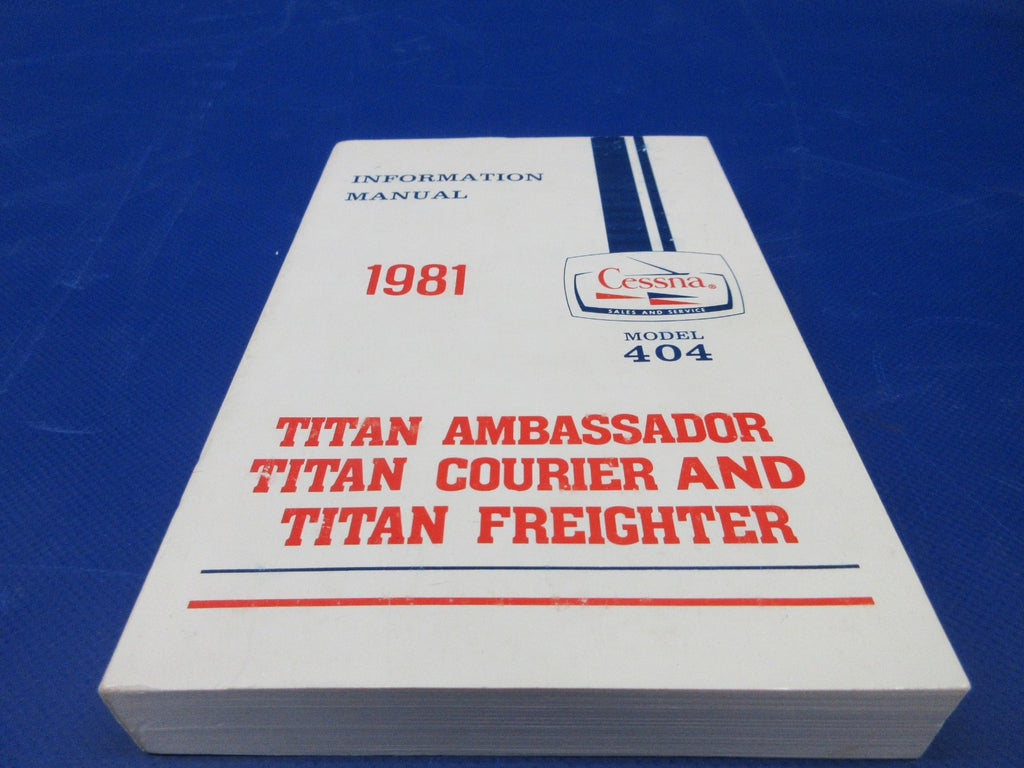 INFORMATION
MANUAL
1981
Cessna®
SALES AND SERVICE
MODEL
404
TITAN AMBASSADOR
TITAN COURIER AND
TITAN FREIGHTER